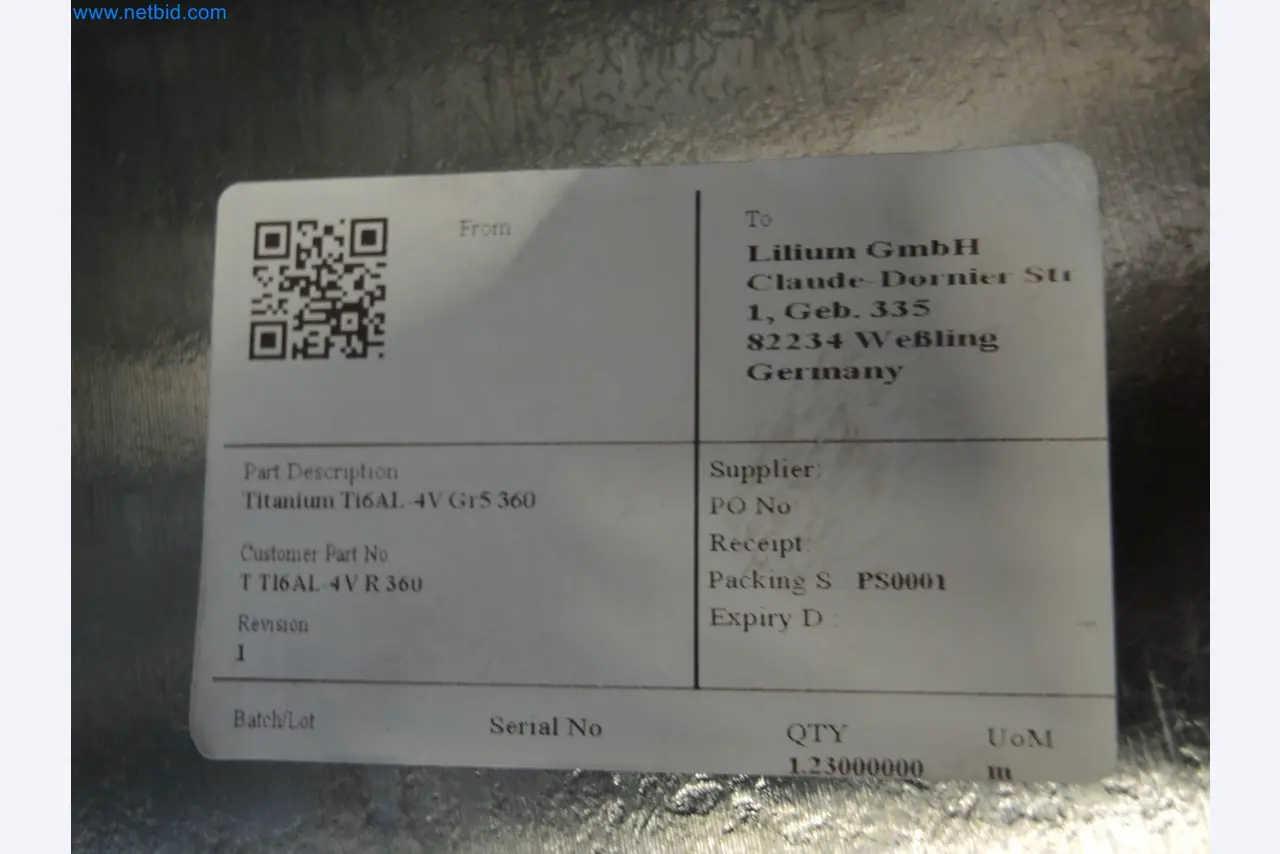 www.netbid.com
From
To
Lilium GmbH
Claude-Dornier Str
1, Geb. 335
82234 Weßling
Germany
Part Description
Titanium Ti6AL-4V Gr5 360
Customer Part No
T TI6AL-4V R 360
Revision
1
Supplier:
PO No
Receipt:
Packing S PS0001
Expiry D :
Batch/Lot
Serial No
QTY
1.23000000
UoM
m